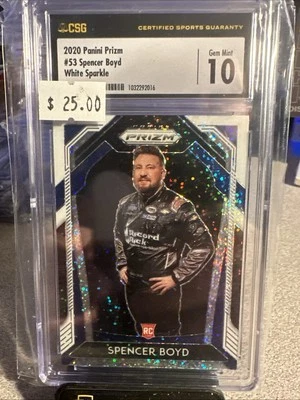 CSG
CERTIFIED SPORTS GUARANTY
2020 Panini Prizm
#53 Spencer Boyd
White Sparkle
Gem Mint
10
1032292016
$ 25.00
PRIZM
Record
Rack
RC
SPENCER BOYD